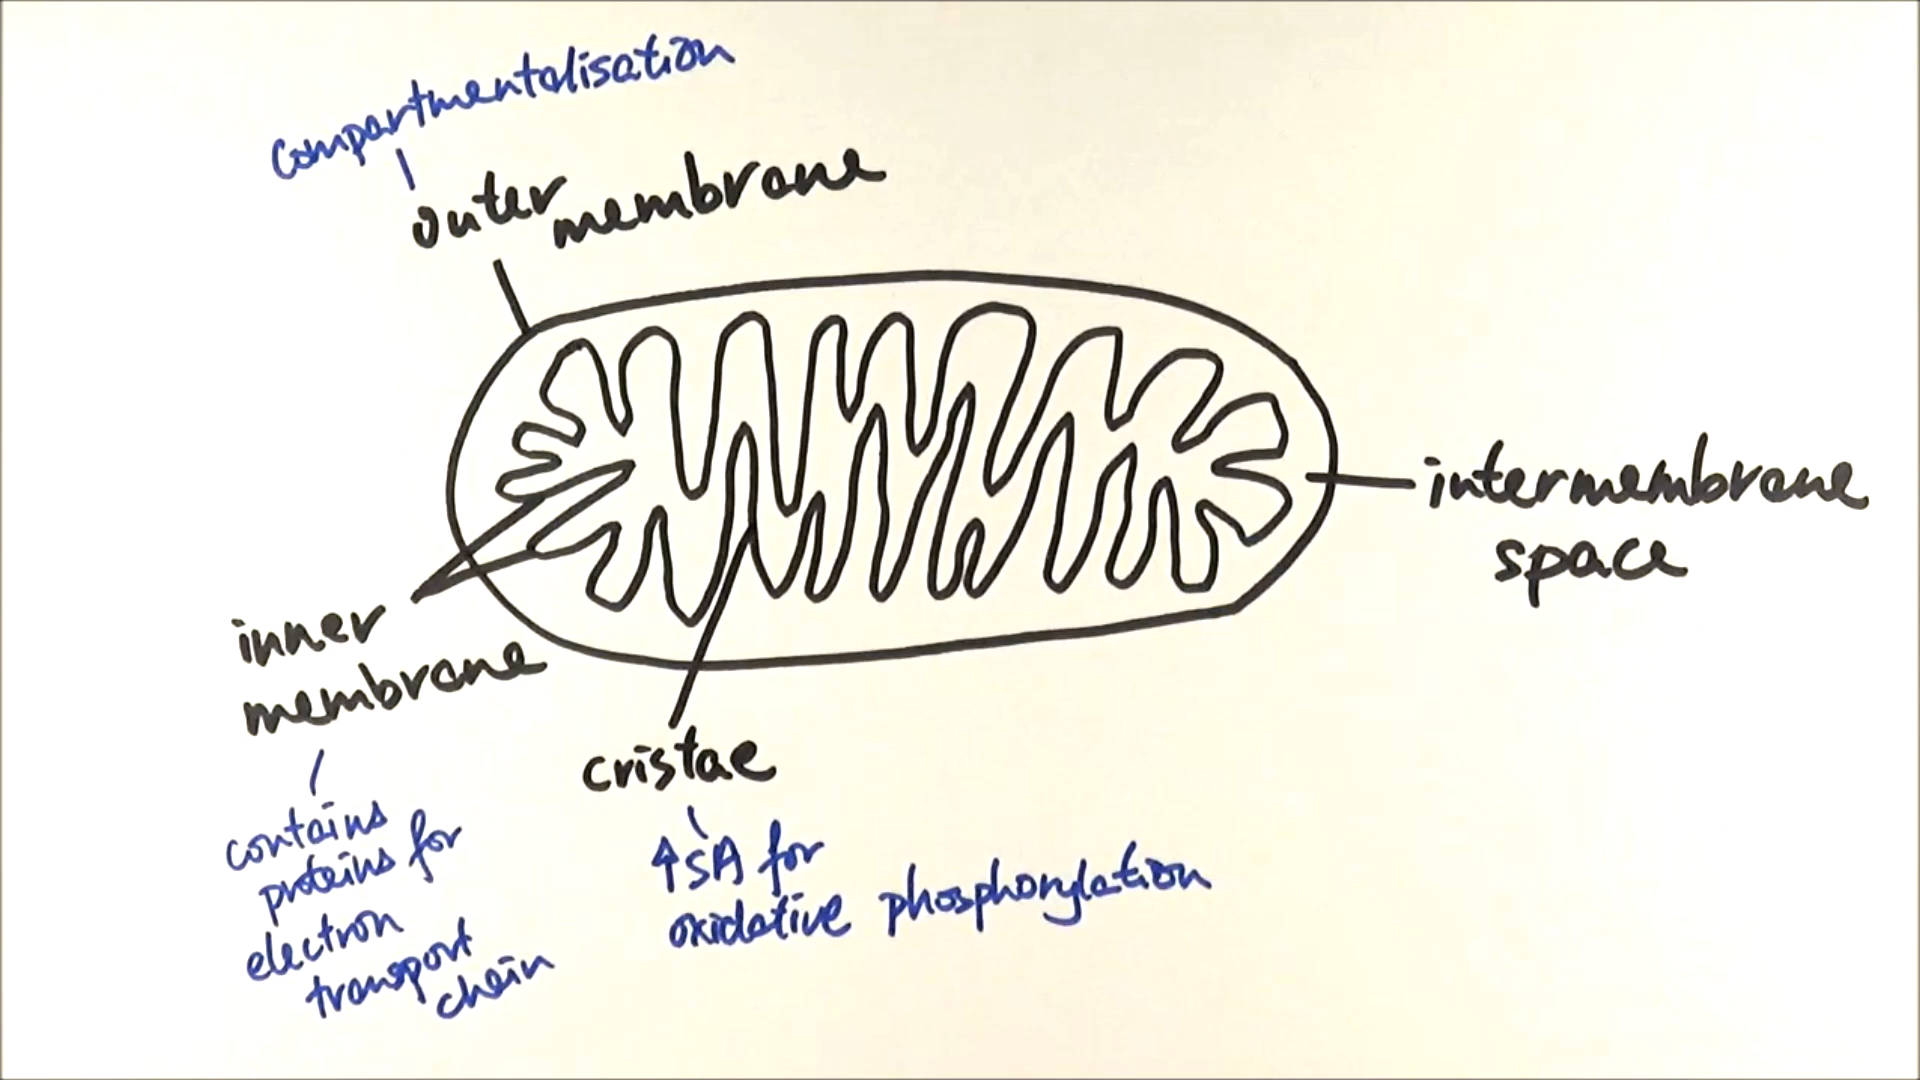 compartmentalisation
outer membrane
intermembrane
space
inner
membrane
cristae
contains
proteins for
electron
transport
chain
↑SA for
oxidative phosphorylation